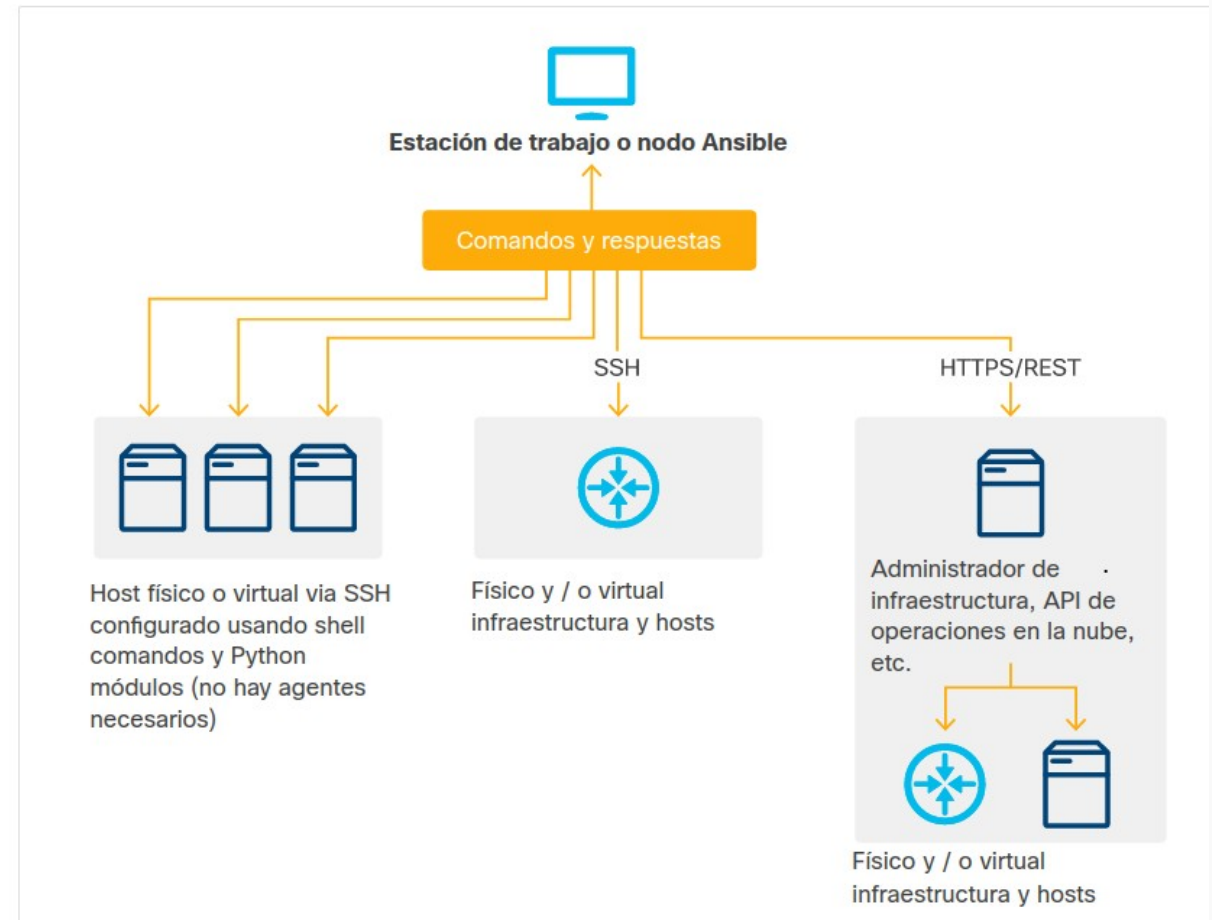 Estación de trabajo o nodo Ansible
Comandos y respuestas
SSH
HTTPS/REST
Host físico o virtual via SSH
configurado usando shell
comandos y Python
módulos (no hay agentes
necesarios)
Físico y / o virtual
infraestructura y hosts
Administrador de
infraestructura, API de
operaciones en la nube,
etc.
Físico y / o virtual
infraestructura y hosts